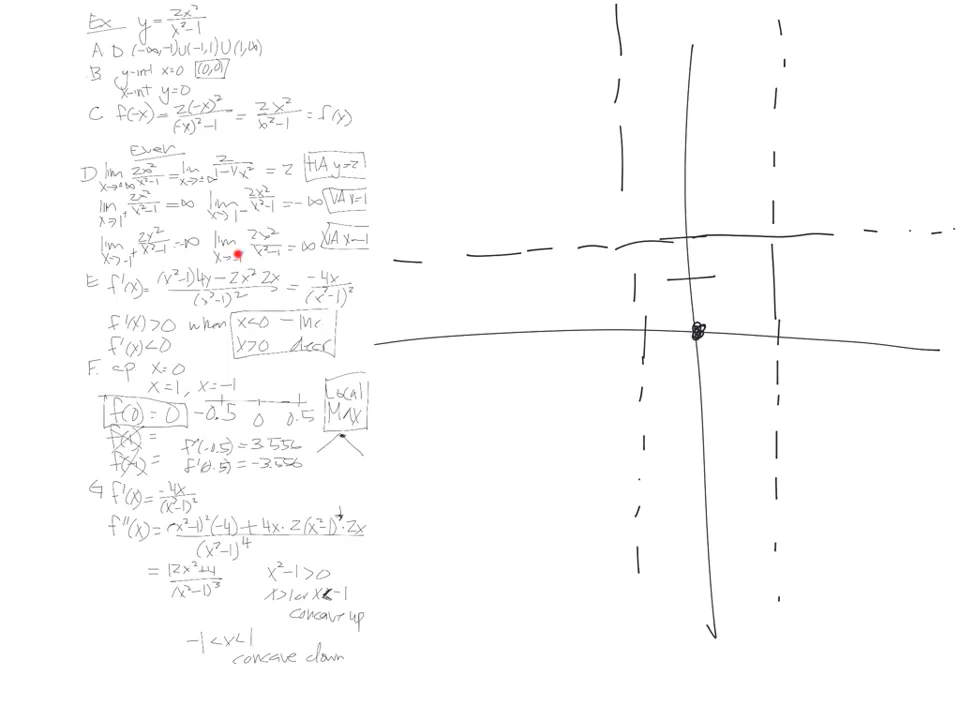 Ex y = 2x²/(x²-1)
A D (-∞,-1)∪(-1,1)∪(1,∞)
B y-int x=0 (0,0)
x-int y=0
C f(-x) = 2(-x)²/((-x)²-1) = 2x²/(x²-1) = f(x)
Even
D lim x→±∞ 2x²/(x²-1) = lim x→±∞ 2/(1-1/x²) = 2 HA y=2
lim x→1⁺ 2x²/(x²-1) = ∞ lim x→1⁻ 2x²/(x²-1) = -∞ VA x=1
lim x→-1⁺ 2x²/(x²-1) = -∞ lim x→-1 2x²/(x²-1) = ∞ VA x=-1
E f'(x) = ((x²-1)4x - 2x² 2x)/(x²-1)² = -4x/(x²-1)²
f'(x)>0 when x<0 - Inc
f'(x)<0 x>0 decr
F. cp x=0
x=1, x=-1
f(0)=0 -0.5 0 0.5 Local MAX
f(1) =
f(-1) = f'(-0.5) = 3.556
f'(0.5) = -3.556
G f'(x) = -4x/(x²-1)²
f''(x) = (x²-1)²(-4) + 4x·2(x²-1)·2x/(x²-1)⁴
= (12x²+4)/(x²-1)³ x²-1>0
x>1 or x<-1
concave up
-1<x<1
concave down